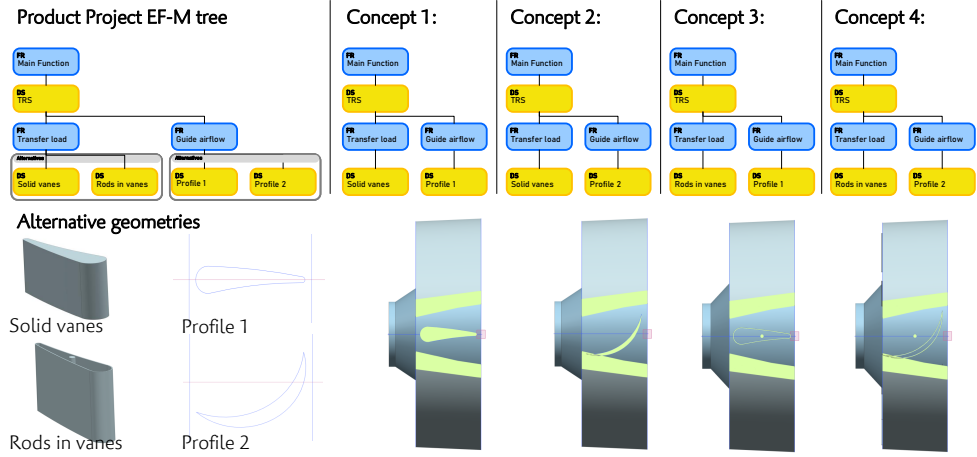 Product Project EF-M tree
Concept 1:
Concept 2:
Concept 3:
Concept 4:
FR
Main Function
DS
TRS
FR
Transfer load
FR
Guide airflow
Alternatives
DS
Solid vanes
DS
Rods in vanes
Alternatives
DS
Profile 1
DS
Profile 2
FR
Main Function
DS
TRS
FR
Transfer load
FR
Guide airflow
DS
Solid vanes
DS
Profile 1
FR
Main Function
DS
TRS
FR
Transfer load
FR
Guide airflow
DS
Solid vanes
DS
Profile 2
FR
Main Function
DS
TRS
FR
Transfer load
FR
Guide airflow
DS
Rods in vanes
DS
Profile 1
FR
Main Function
DS
TRS
FR
Transfer load
FR
Guide airflow
DS
Rods in vanes
DS
Profile 2
Alternative geometries
Solid vanes
Profile 1
Rods in vanes
Profile 2